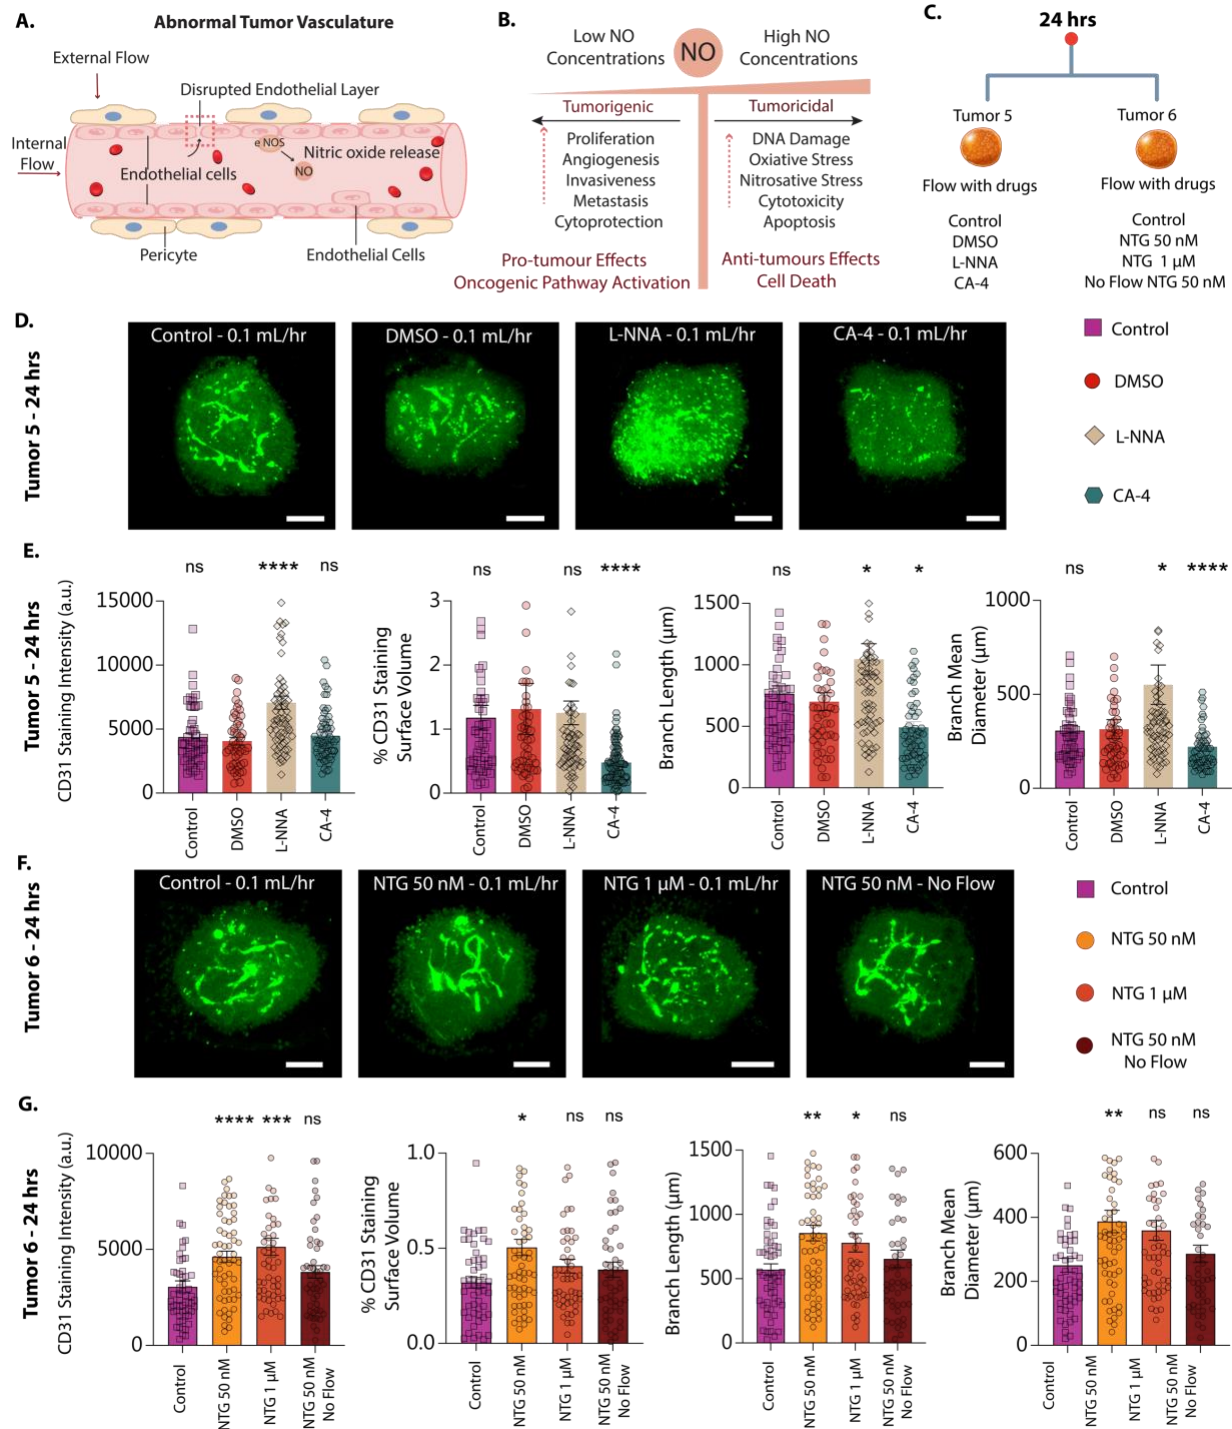 A.
Abnormal Tumor Vasculature
External Flow
Disrupted Endothelial Layer
Internal
Flow
e NOS
Nitric oxide release
NO
Endothelial cells
Pericyte
Endothelial Cells
B.
Low NO
Concentrations
NO
High NO
Concentrations
Tumorigenic
Tumoricidal
Proliferation
Angiogenesis
Invasiveness
Metastasis
Cytoprotection
DNA Damage
Oxiative Stress
Nitrosative Stress
Cytotoxicity
Apoptosis
Pro-tumour Effects
Oncogenic Pathway Activation
Anti-tumours Effects
Cell Death
C.
24 hrs
Tumor 5
Tumor 6
Flow with drugs
Flow with drugs
Control
DMSO
L-NNA
CA-4
Control
NTG 50 nM
NTG 1 µM
No Flow NTG 50 nM
D.
Tumor 5 - 24 hrs
Control - 0.1 mL/hr
DMSO - 0.1 mL/hr
L-NNA - 0.1 mL/hr
CA-4 - 0.1 mL/hr
Control
DMSO
L-NNA
CA-4
E.
Tumor 5 - 24 hrs
CD31 Staining Intensity (a.u.)
15000
10000
5000
0
ns
****
ns
Control
DMSO
L-NNA
CA-4
% CD31 Staining
Surface Volume
3
2
1
0
ns
ns
****
Control
DMSO
L-NNA
CA-4
Branch Length (µm)
1500
1000
500
0
ns
*
*
Control
DMSO
L-NNA
CA-4
Branch Mean
Diameter (µm)
1000
500
0
ns
*
****
Control
DMSO
L-NNA
CA-4
F.
Tumor 6 - 24 hrs
Control - 0.1 mL/hr
NTG 50 nM - 0.1 mL/hr
NTG 1 µM - 0.1 mL/hr
NTG 50 nM - No Flow
Control
NTG 50 nM
NTG 1 µM
NTG 50 nM
No Flow
G.
Tumor 6 - 24 hrs
CD31 Staining Intensity (a.u.)
10000
5000
0
****
***
ns
Control
NTG 50 nM
NTG 1 µM
NTG 50 nM
No Flow
% CD31 Staining
Surface Volume
1.0
0.5
0.0
*
ns
ns
Control
NTG 50 nM
NTG 1 µM
NTG 50 nM
No Flow
Branch Length (µm)
1500
1000
500
0
**
*
ns
Control
NTG 50 nM
NTG 1 µM
NTG 50 nM
No Flow
Branch Mean
Diameter (µm)
600
400
200
0
**
ns
ns
Control
NTG 50 nM
NTG 1 µM
NTG 50 nM
No Flow